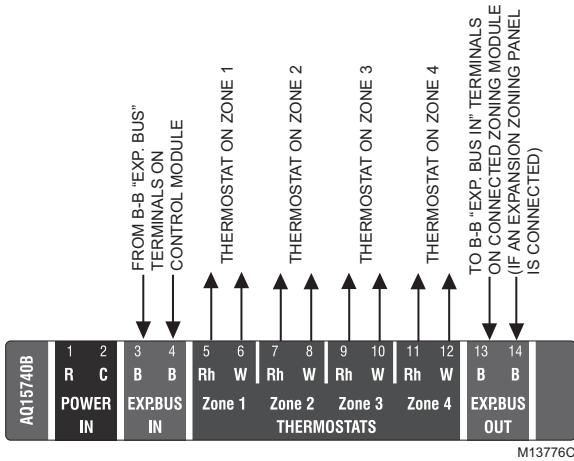 FROM B-B “EXP. BUS”
TERMINALS ON
CONTROL MODULE
THERMOSTAT ON ZONE 1
THERMOSTAT ON ZONE 2
THERMOSTAT ON ZONE 3
THERMOSTAT ON ZONE 4
TO B-B “EXP. BUS IN” TERMINALS
ON CONNECTED ZONING MODULE
(IF AN EXPANSION ZONING PANEL
IS CONNECTED)
AQ15740B
1 2 3 4 5 6 7 8 9 10 11 12 13 14
R C B B Rh W Rh W Rh W Rh W B B
POWER
IN
EXP.BUS
IN
Zone 1 Zone 2 Zone 3 Zone 4
THERMOSTATS
EXP.BUS
OUT
M13776C